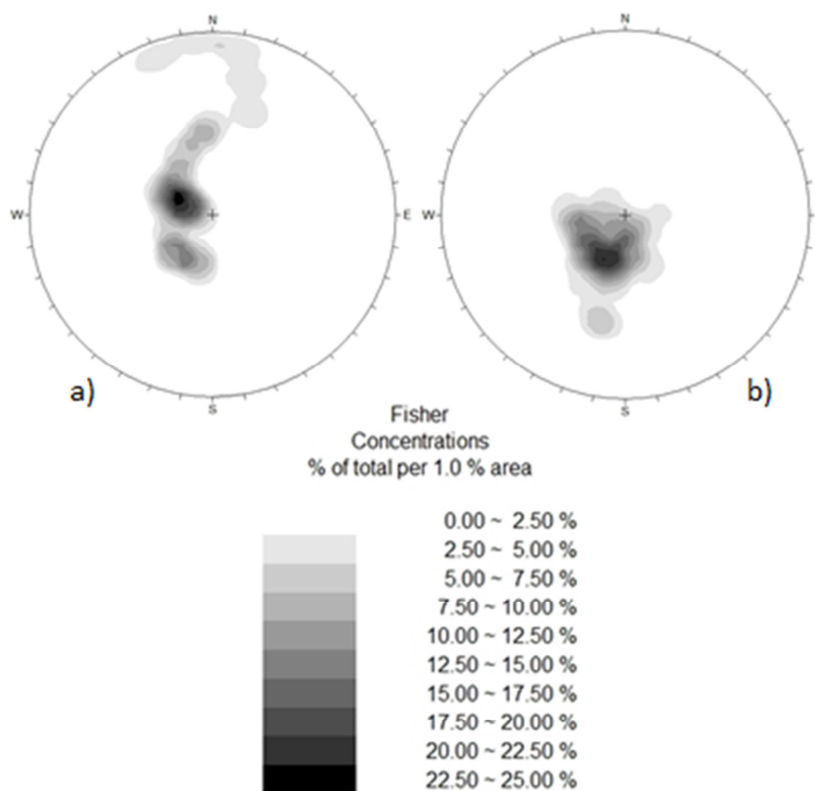 N N
W E W
S S
a) b)
Fisher
Concentrations
% of total per 1.0 % area
0.00 ~ 2.50 %
2.50 ~ 5.00 %
5.00 ~ 7.50 %
7.50 ~ 10.00 %
10.00 ~ 12.50 %
12.50 ~ 15.00 %
15.00 ~ 17.50 %
17.50 ~ 20.00 %
20.00 ~ 22.50 %
22.50 ~ 25.00 %